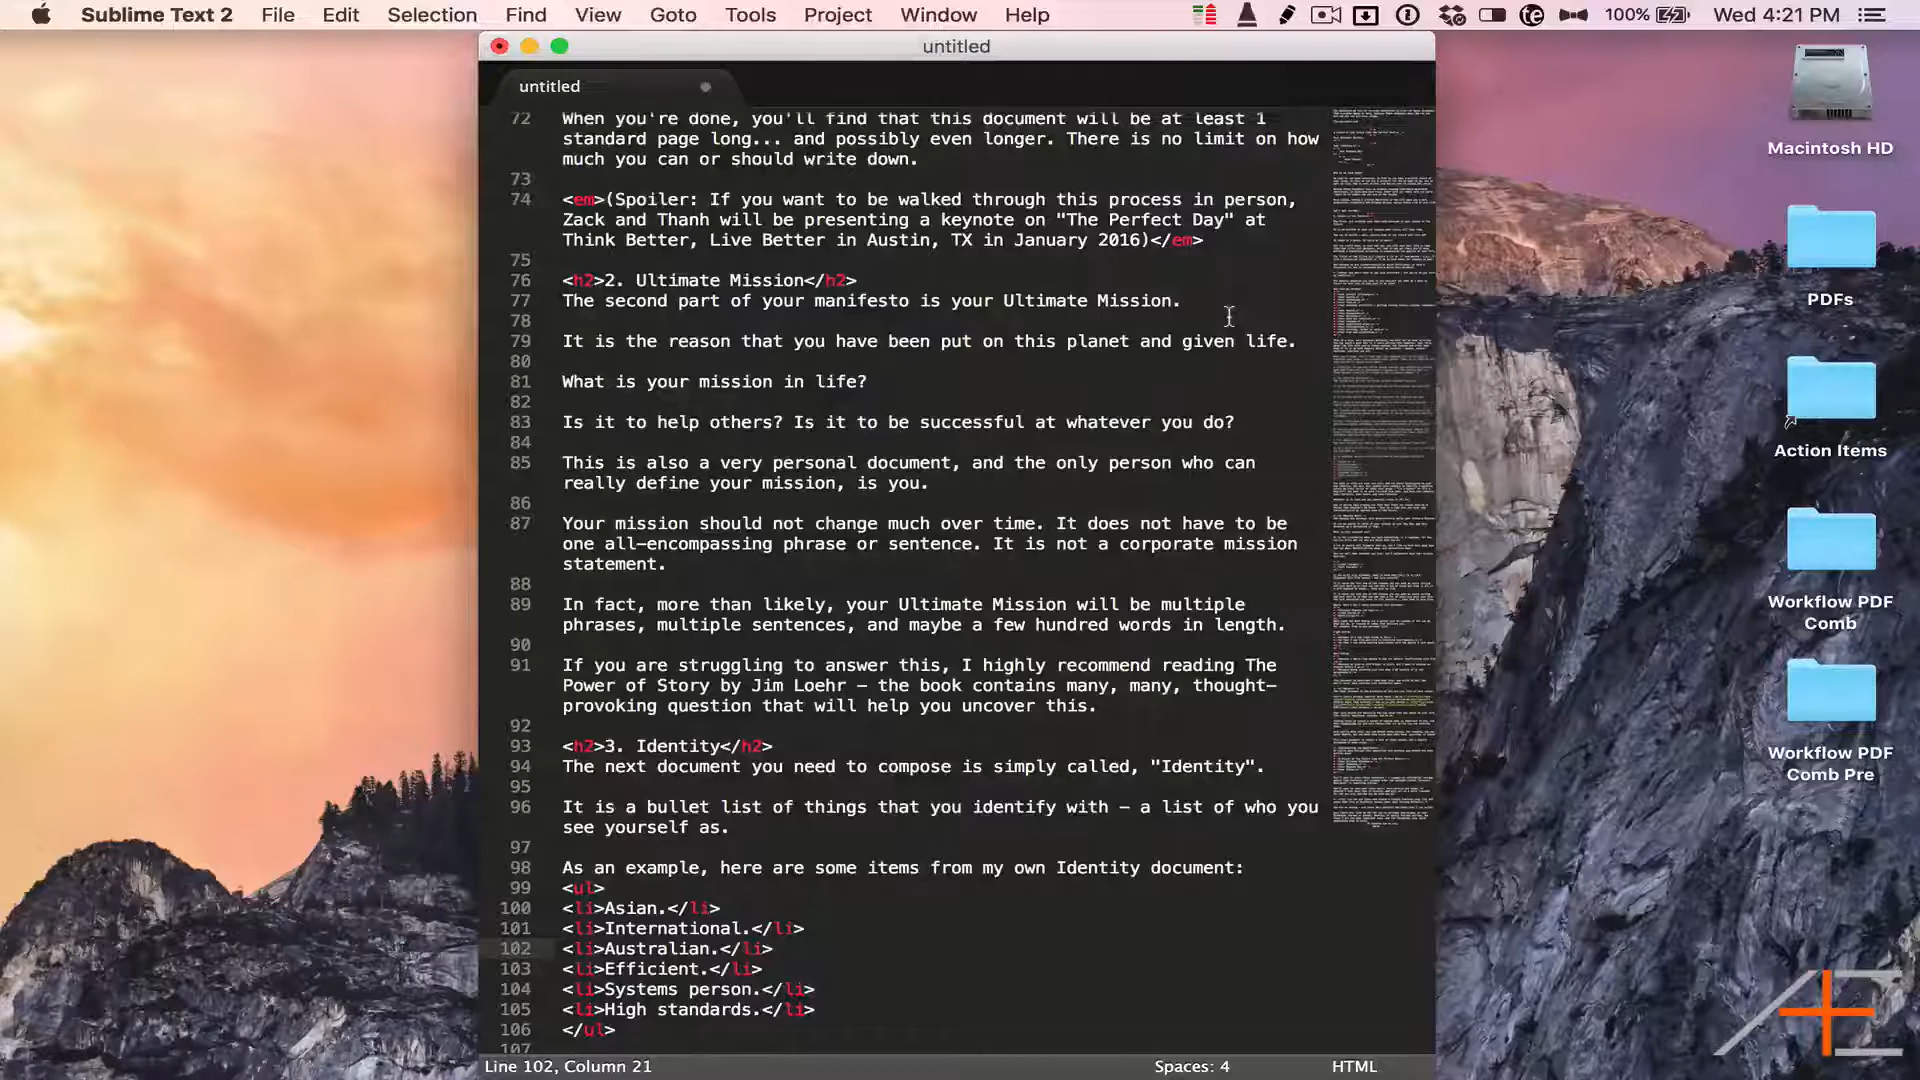 Sublime Text 2 File Edit Selection Find View Goto Tools Project Window Help 100% Wed 4:21 PM
untitled
untitled
72 When you're done, you'll find that this document will be at least 1
standard page long... and possibly even longer. There is no limit on how
much you can or should write down.
73
74 <em>(Spoiler: If you want to be walked through this process in person,
Zack and Thanh will be presenting a keynote on "The Perfect Day" at
Think Better, Live Better in Austin, TX in January 2016)</em>
75
76 <h2>2. Ultimate Mission</h2>
77 The second part of your manifesto is your Ultimate Mission.
78
79 It is the reason that you have been put on this planet and given life.
80
81 What is your mission in life?
82
83 Is it to help others? Is it to be successful at whatever you do?
84
85 This is also a very personal document, and the only person who can
really define your mission, is you.
86
87 Your mission should not change much over time. It does not have to be
one all-encompassing phrase or sentence. It is not a corporate mission
statement.
88
89 In fact, more than likely, your Ultimate Mission will be multiple
phrases, multiple sentences, and maybe a few hundred words in length.
90
91 If you are struggling to answer this, I highly recommend reading The
Power of Story by Jim Loehr – the book contains many, many, thought-
provoking question that will help you uncover this.
92
93 <h2>3. Identity</h2>
94 The next document you need to compose is simply called, "Identity".
95
96 It is a bullet list of things that you identify with – a list of who you
see yourself as.
97
98 As an example, here are some items from my own Identity document:
99 <ul>
100 <li>Asian.</li>
101 <li>International.</li>
102 <li>Australian.</li>
103 <li>Efficient.</li>
104 <li>Systems person.</li>
105 <li>High standards.</li>
106 </ul>
107
Line 102, Column 21 Spaces: 4 HTML
Macintosh HD
PDFs
Action Items
Workflow PDF
Comb
Workflow PDF
Comb Pre